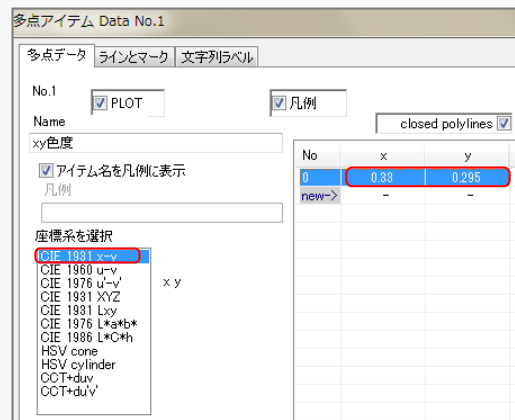 多点アイテム Data No.1
多点データ ラインとマーク 文字列ラベル
No.1
PLOT 凡例
Name closed polylines
xy色度
アイテム名を凡例に表示
凡例
座標系を選択
CIE 1931 x-y
CIE 1960 u-v
CIE 1976 u'-v'
CIE 1931 XYZ
CIE 1931 Lxy
CIE 1976 L*a*b*
CIE 1986 L*C*h
HSV cone
HSV cylinder
CCT+duv
CCT+du'v'
x y
No x y
0 0.33 0.295
new-> - -